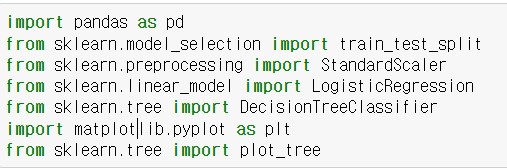 import pandas as pd
from sklearn.model_selection import train_test_split
from sklearn.preprocessing import StandardScaler
from sklearn.linear_model import LogisticRegression
from sklearn.tree import DecisionTreeClassifier
import matplotlib.pyplot as plt
from sklearn.tree import plot_tree